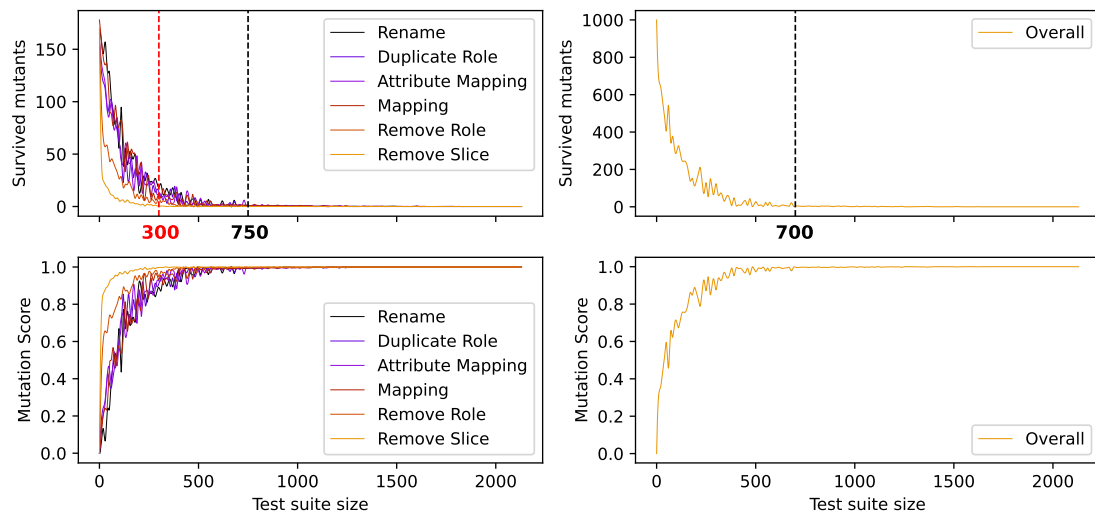 Survived mutants
150
100
50
0
Rename
Duplicate Role
Attribute Mapping
Mapping
Remove Role
Remove Slice
300
750
Survived mutants
1000
800
600
400
200
0
Overall
700
Mutation Score
1.0
0.8
0.6
0.4
0.2
0.0
Rename
Duplicate Role
Attribute Mapping
Mapping
Remove Role
Remove Slice
0 500 1000 1500 2000
Test suite size
Mutation Score
1.0
0.8
0.6
0.4
0.2
0.0
Overall
0 500 1000 1500 2000
Test suite size